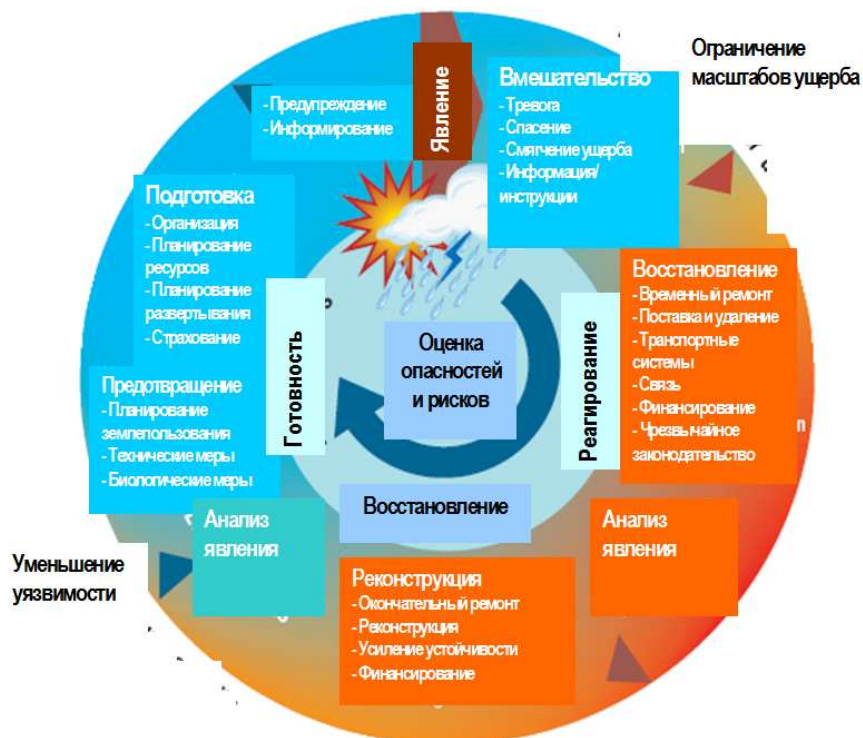 Ограничение
масштабов ущерба
Явление
Вмешательство
- Тревога
- Спасение
- Смягчение ущерба
- Информация/
инструкции
Восстановление
- Временный ремонт
- Поставка и удаление
- Транспортные
системы
- Связь
- Финансирование
- Чрезвычайное
законодательство
Реагирование
Анализ
явления
Восстановление
Реконструкция
- Окончательный ремонт
- Реконструкция
- Усиление устойчивости
- Финансирование
Анализ
явления
Уменьшение
уязвимости
Предотвращение
- Планирование
землепользования
- Технические меры
- Биологические меры
Готовность
Подготовка
- Организация
- Планирование
ресурсов
- Планирование
развертывания
- Страхование
- Предупреждение
- Информирование
Оценка
опасностей
и рисков